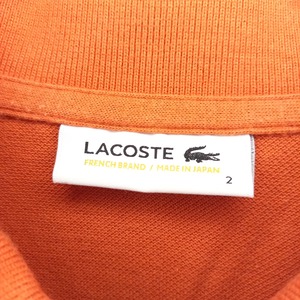 LACOSTE
FRENCH BRAND / MADE IN JAPAN
2